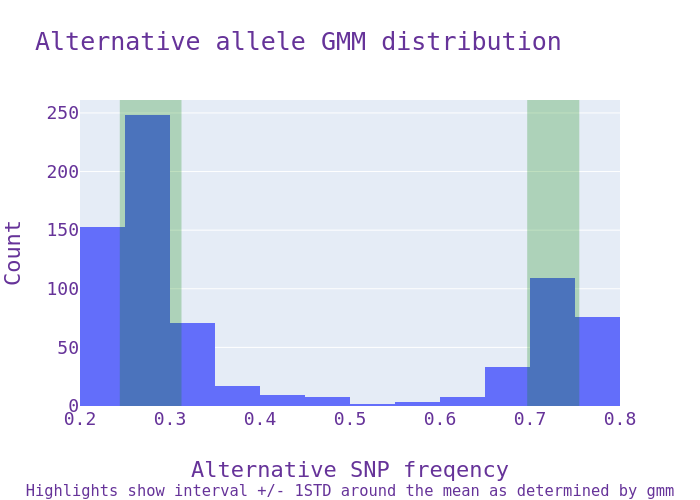 Alternative allele GMM distribution
250
200
150
100
50
0
Count
0.2 0.3 0.4 0.5 0.6 0.7 0.8
Alternative SNP freqency
Highlights show interval +/- 1STD around the mean as determined by gmm